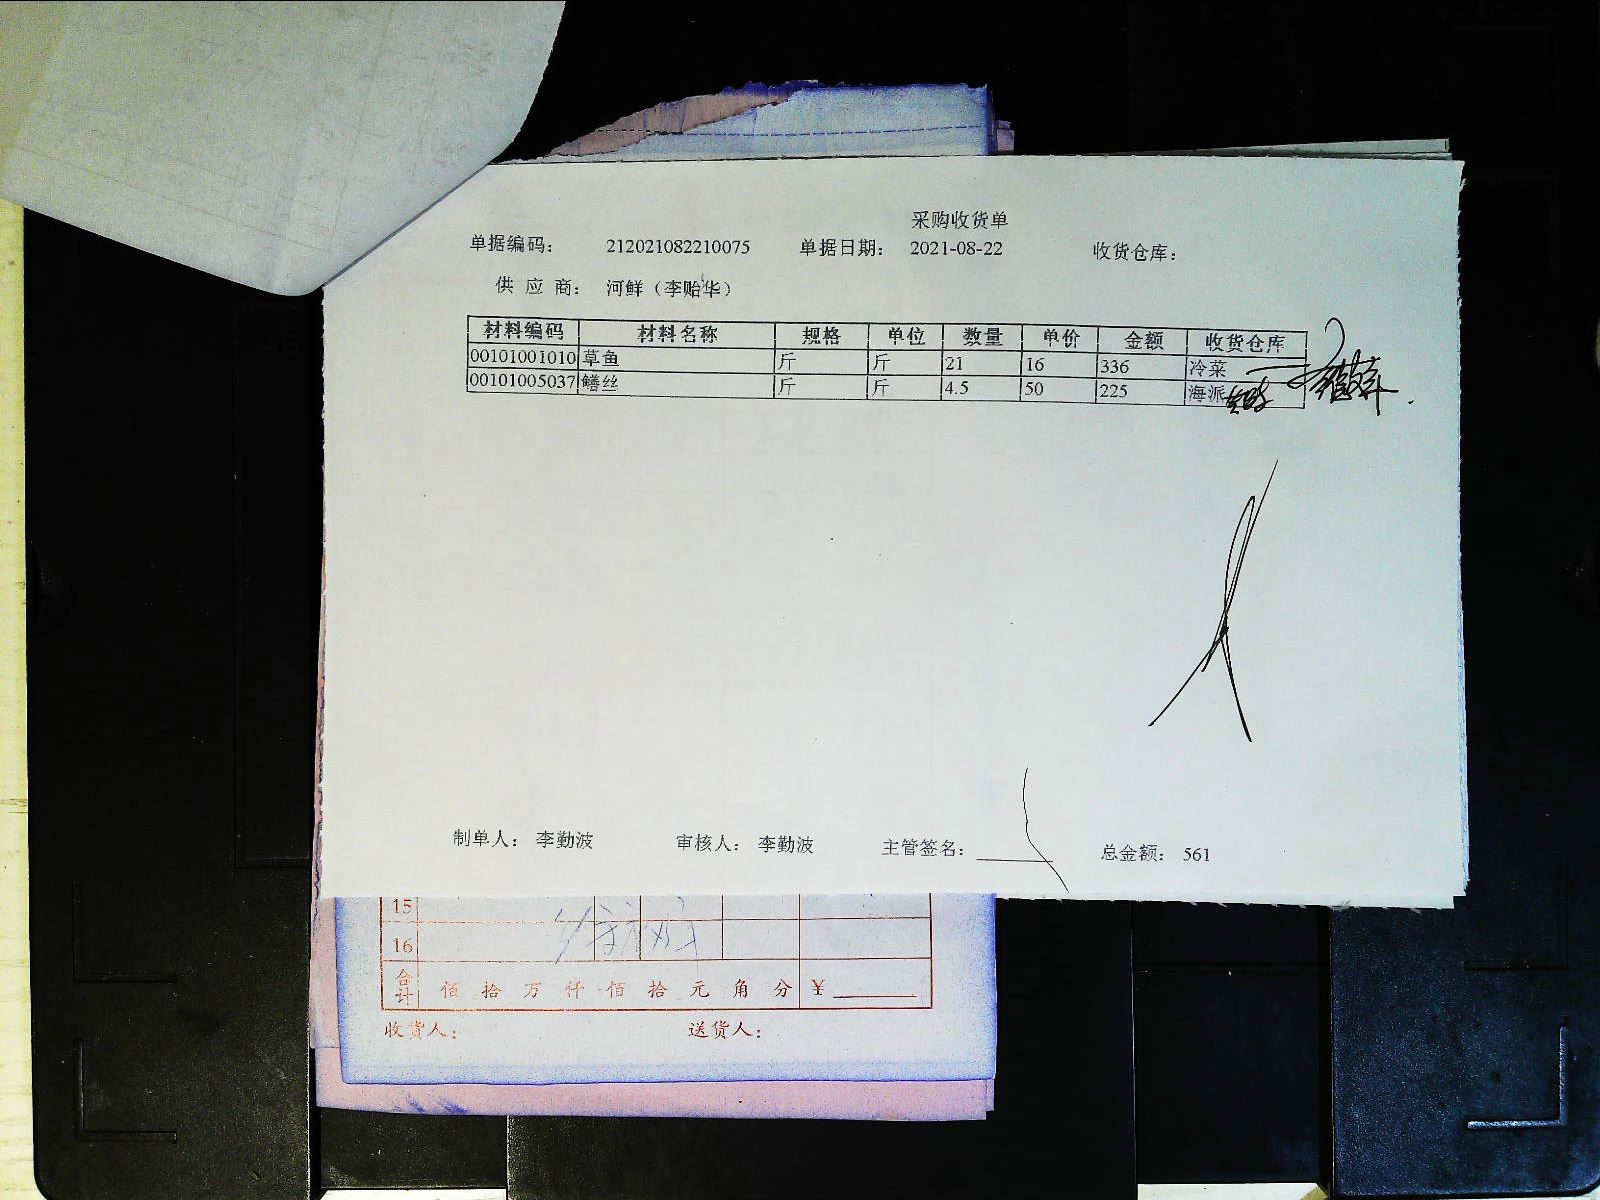 采购收货单
单据编码： 212021082210075 单据日期： 2021-08-22 收货仓库：
供 应 商： 河鲜（李贻华）
材料编码 材料名称 规格 单位 数量 单价 金额 收货仓库
00101001010 草鱼 斤 斤 21 16 336 冷菜
00101005037 鳝丝 斤 斤 4.5 50 225 海派
制单人： 李勤波 审核人： 李勤波 主管签名： 总金额： 561
15
16
合计 佰 拾 万 仟 佰 拾 元 角 分 ¥
收货人： 送货人：